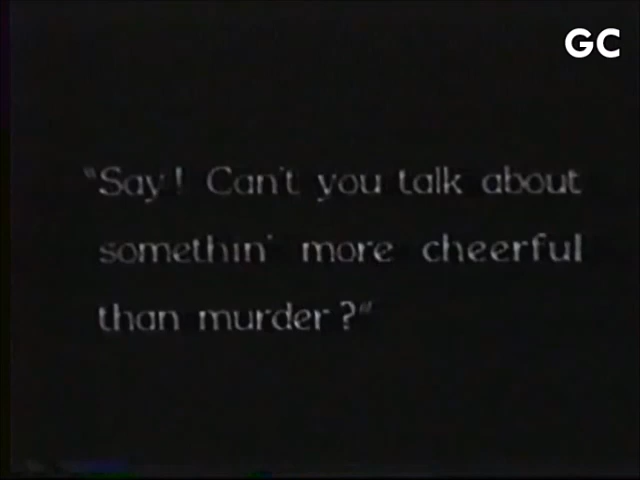 GC
"Say! Can't you talk about
somethin' more cheerful
than murder?"